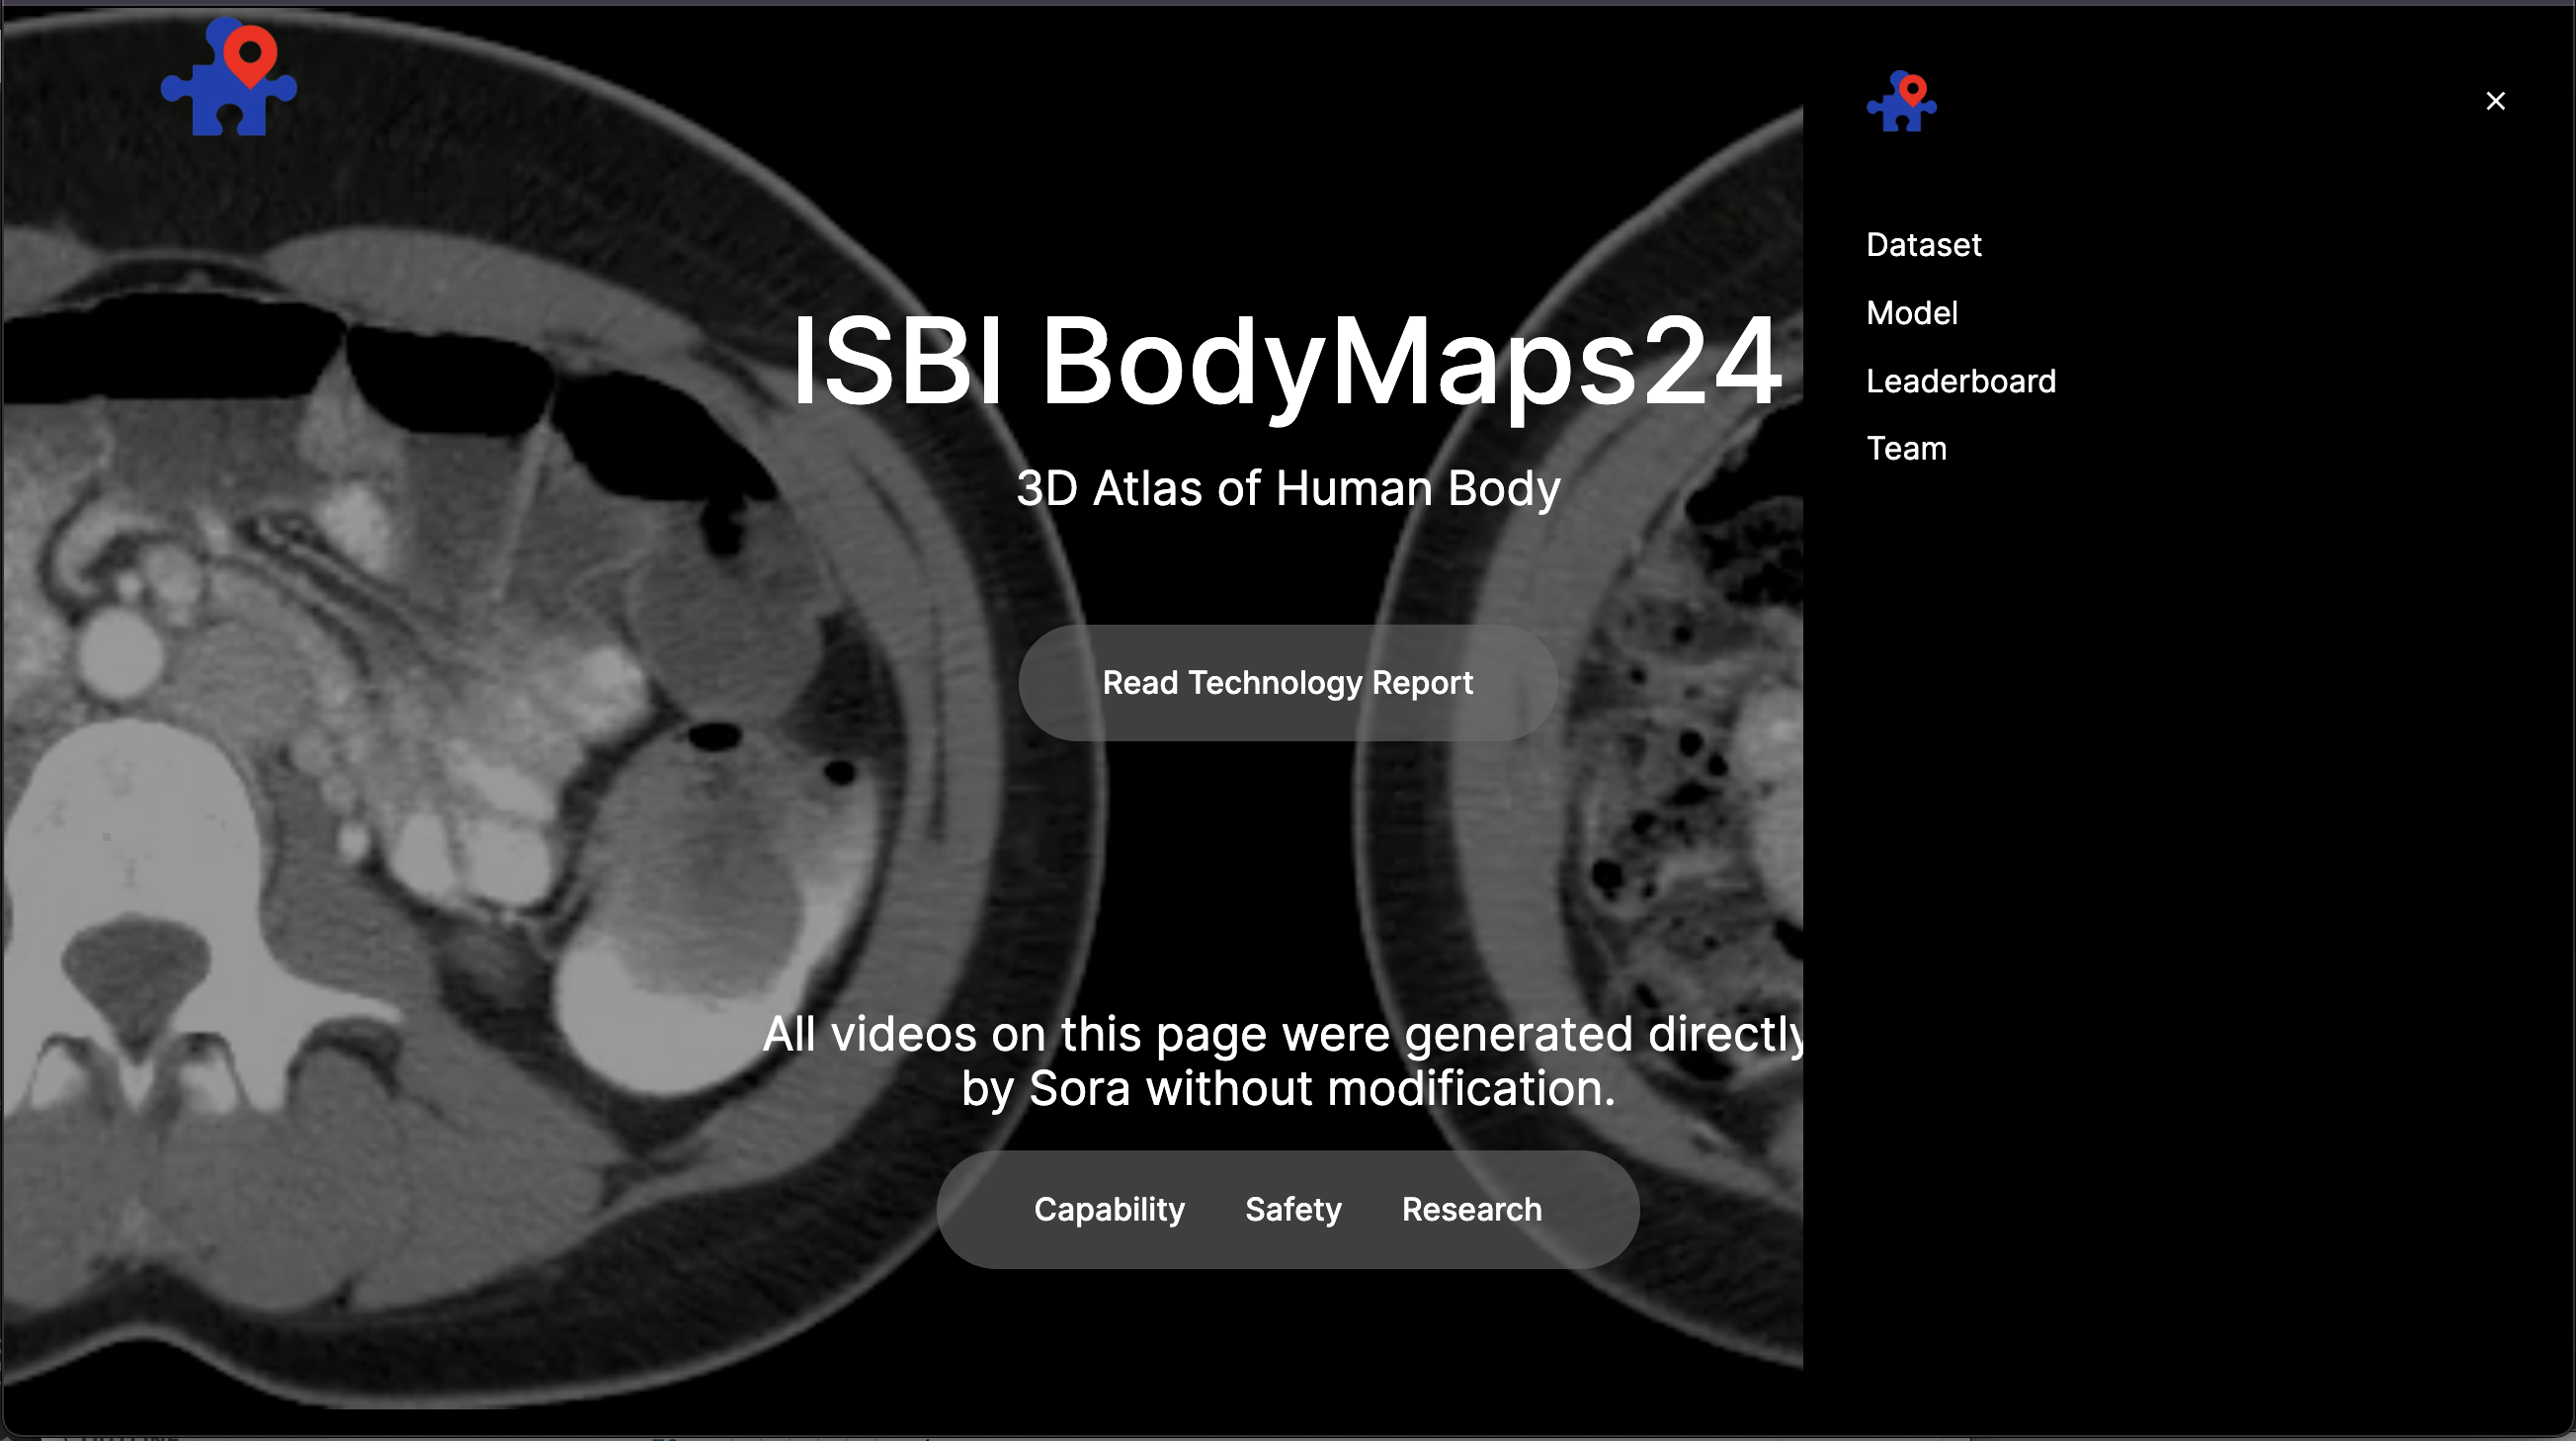 ISBI BodyMaps24
3D Atlas of Human Body
Read Technology Report
All videos on this page were generated directly
by Sora without modification.
Capability Safety Research
Dataset
Model
Leaderboard
Team